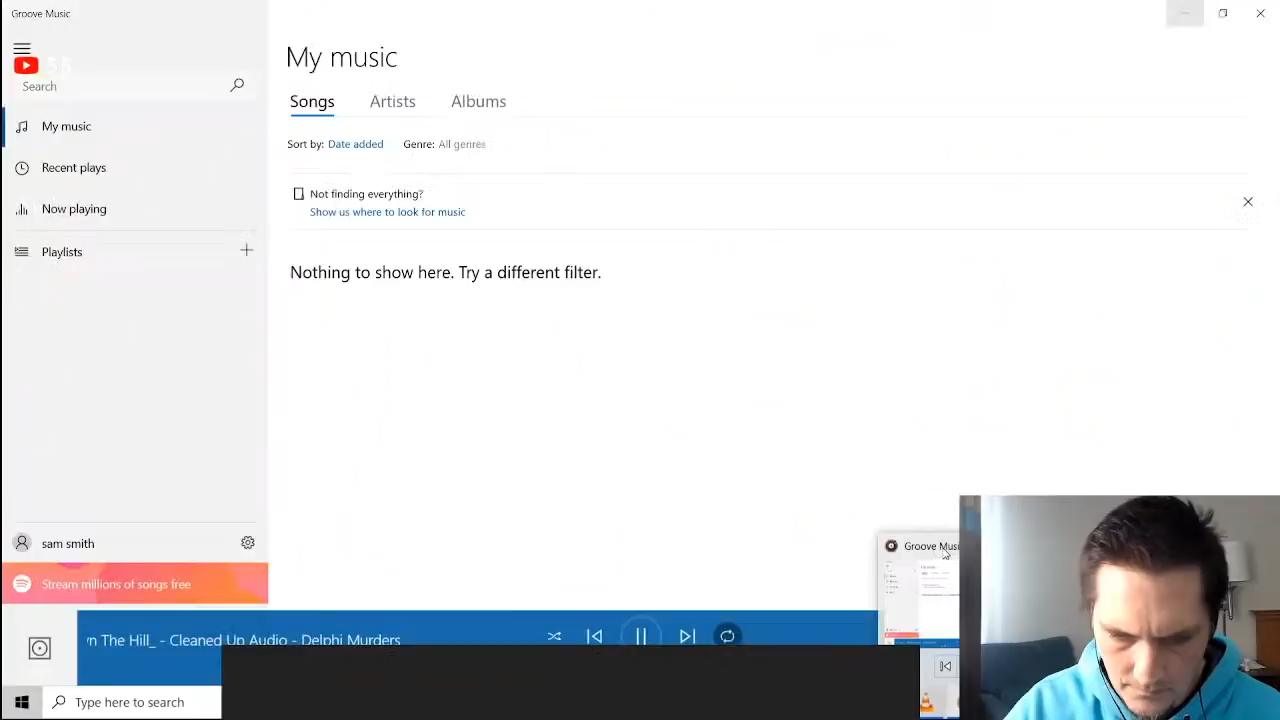 Groove Music
55
Search
My music
Recent plays
Now playing
Playlists
sam smith
Stream millions of songs free
My music
Songs Artists Albums
Sort by: Date added Genre: All genres
Not finding everything?
Show us where to look for music
Nothing to show here. Try a different filter.
Groove Musi
n The Hill_ - Cleaned Up Audio - Delphi Murders
Type here to search